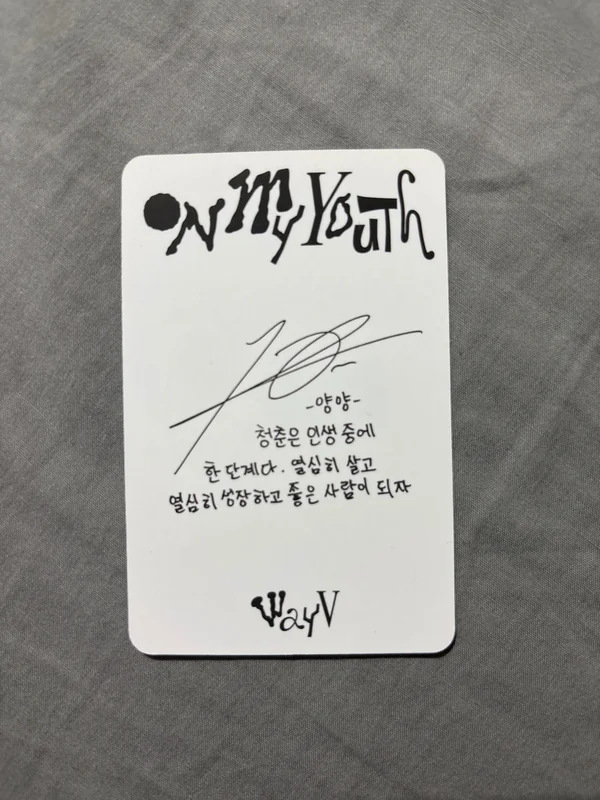 ON MY YOUTH
-양양-
청춘은 인생 중에
한 단계다. 열심히 살고
열심히 성장하고 좋은 사람이 되자
WayV